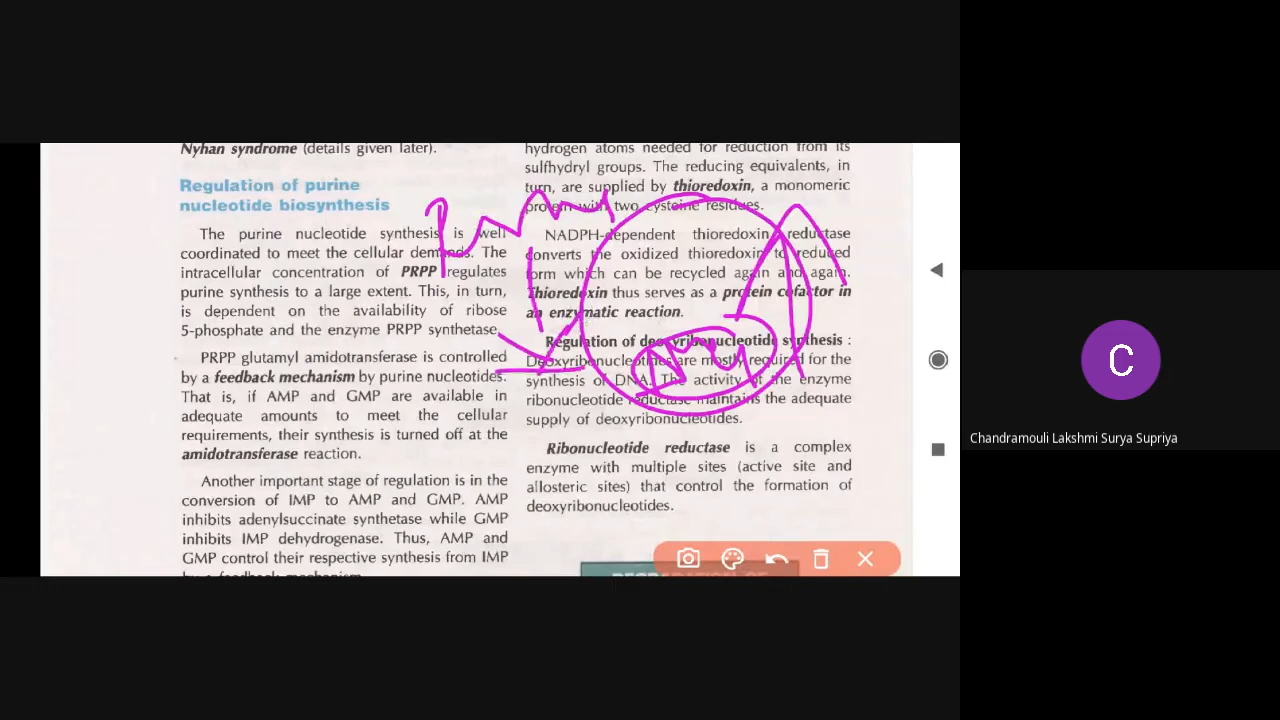 Nyhan syndrome (details given later).
Regulation of purine
nucleotide biosynthesis
The purine nucleotide synthesis is well
coordinated to meet the cellular demands. The
intracellular concentration of PRPP regulates
purine synthesis to a large extent. This, in turn,
is dependent on the availability of ribose
5-phosphate and the enzyme PRPP synthetase.
PRPP glutamyl amidotransferase is controlled
by a feedback mechanism by purine nucleotides.
That is, if AMP and GMP are available in
adequate amounts to meet the cellular
requirements, their synthesis is turned off at the
amidotransferase reaction.
Another important stage of regulation is in the
conversion of IMP to AMP and GMP. AMP
inhibits adenylsuccinate synthetase while GMP
inhibits IMP dehydrogenase. Thus, AMP and
GMP control their respective synthesis from IMP
by a feedback mechanism
hydrogen atoms needed for reduction from its
sulfhydryl groups. The reducing equivalents, in
turn, are supplied by thioredoxin, a monomeric
protein with two cysteine residues.
NADPH-dependent thioredoxin reductase
converts the oxidized thioredoxin to reduced
form which can be recycled again and again.
Thioredoxin thus serves as a protein cofactor in
an enzymatic reaction.
Regulation of deoxyribonucleotide synthesis :
Deoxyribonucleotides are mostly required for the
synthesis of DNA. The activity of the enzyme
ribonucleotide reductase maintains the adequate
supply of deoxyribonucleotides.
Ribonucleotide reductase is a complex
enzyme with multiple sites (active site and
allosteric sites) that control the formation of
deoxyribonucleotides.
DEGRADATION OF
C
Chandramouli Lakshmi Surya Supriya